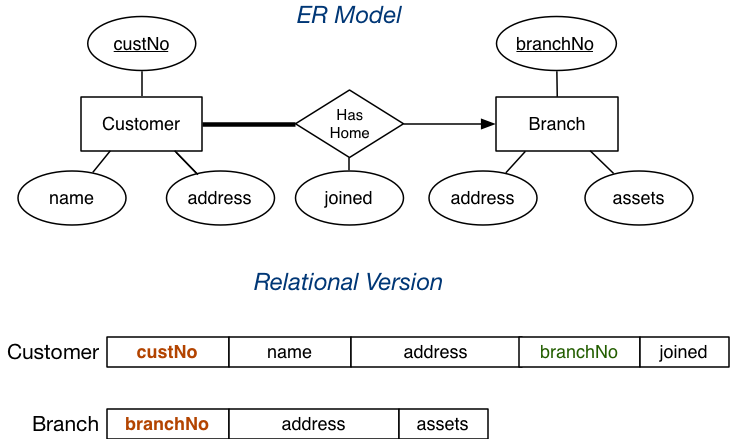 ER Model
custNo
branchNo
Customer
Has
Home
Branch
name
address
joined
address
assets
Relational Version
Customer custNo name address branchNo joined
Branch branchNo address assets